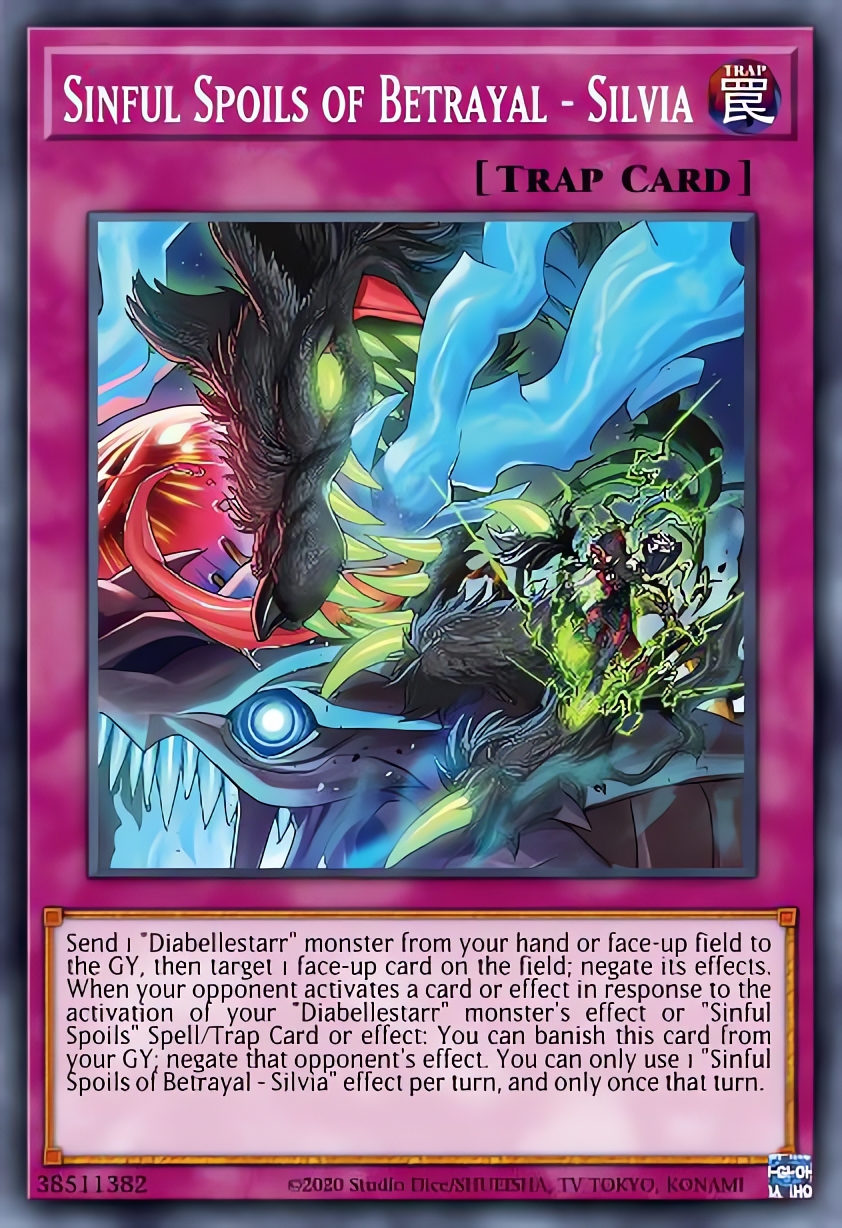 SINFUL SPOILS OF BETRAYAL - SILVIA
TRAP
罠
[TRAP CARD]
Send 1 "Diabellestarr" monster from your hand or face-up field to
the GY, then target 1 face-up card on the field; negate its effects.
When your opponent activates a card or effect in response to the
activation of your "Diabellestarr" monster's effect or "Sinful
Spoils" Spell/Trap Card or effect: You can banish this card from
your GY; negate that opponent's effect. You can only use 1 "Sinful
Spoils of Betrayal - Silvia" effect per turn, and only once that turn.
38511382 ©2020 Studio Dice/SHUEISHA, TV TOKYO, KONAMI